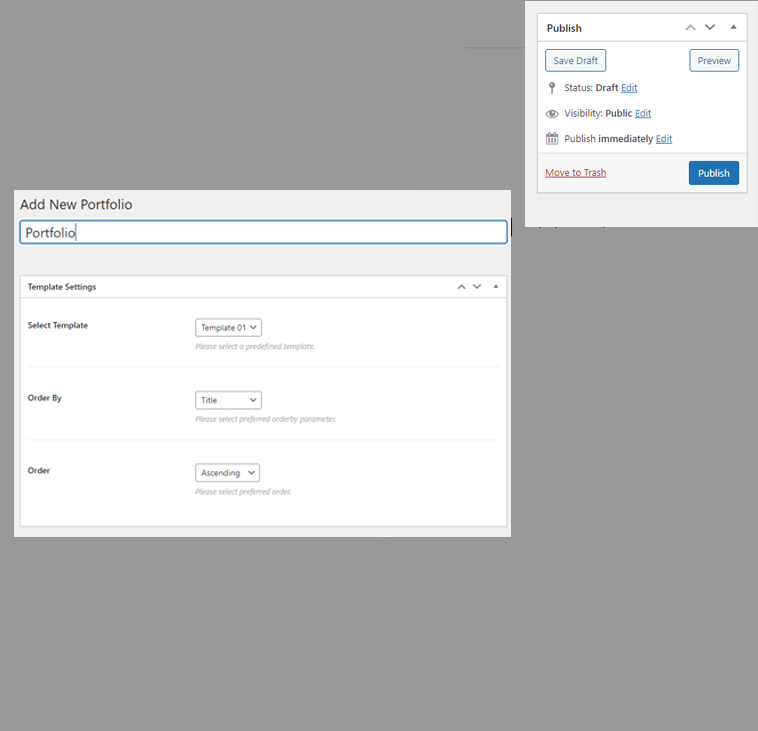 Publish
Save Draft
Preview
Status: Draft Edit
Visibility: Public Edit
Publish immediately Edit
Move to Trash
Publish
Add New Portfolio
Portfolio
Template Settings
Select Template
Template 01
Please select a predefined template.
Order By
Title
Please select preferred orderby parameter.
Order
Ascending
Please select preferred order.